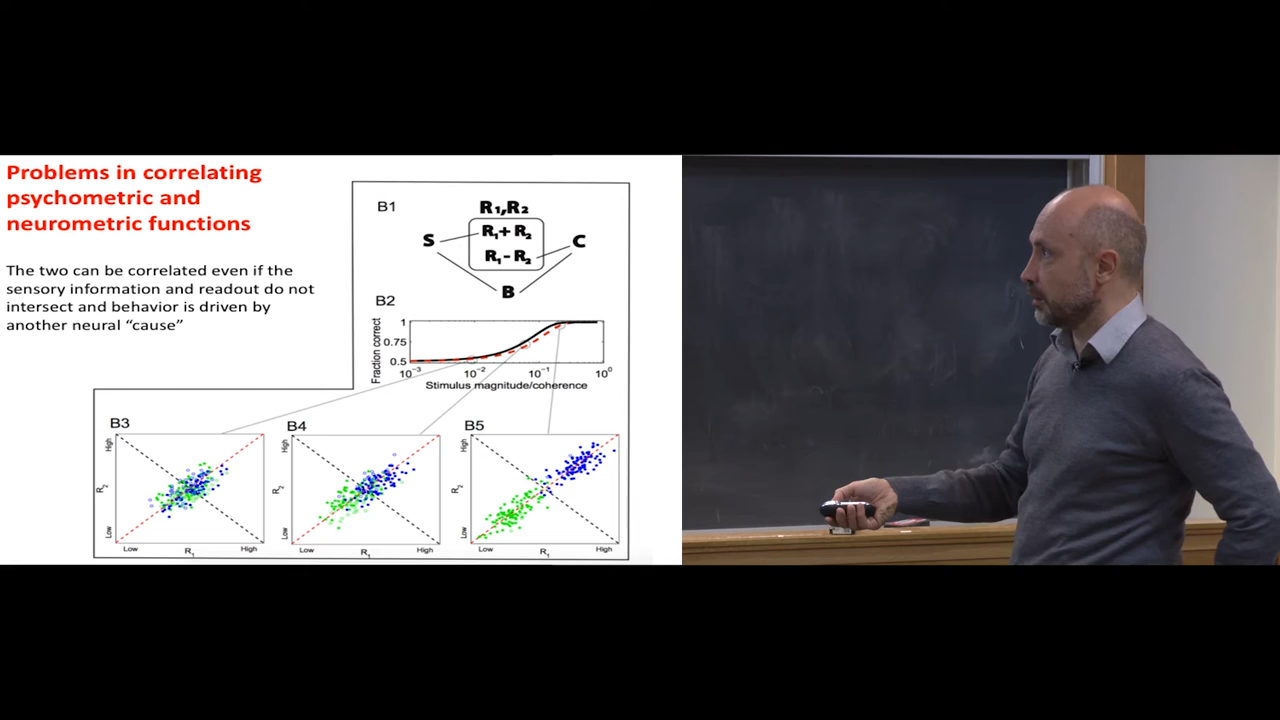 Problems in correlating
psychometric and
neurometric functions
The two can be correlated even if the
sensory information and readout do not
intersect and behavior is driven by
another neural “cause”
B1
R1,R2
S
R1+ R2
C
R1- R2
B
B2
Fraction correct
1
0.75
0.5
10⁻³
10⁻²
10⁻¹
10⁰
Stimulus magnitude/coherence
B3
B4
B5
High
R2
Low
Low
R1
High
High
R2
Low
Low
R1
High
High
R2
Low
Low
R1
High